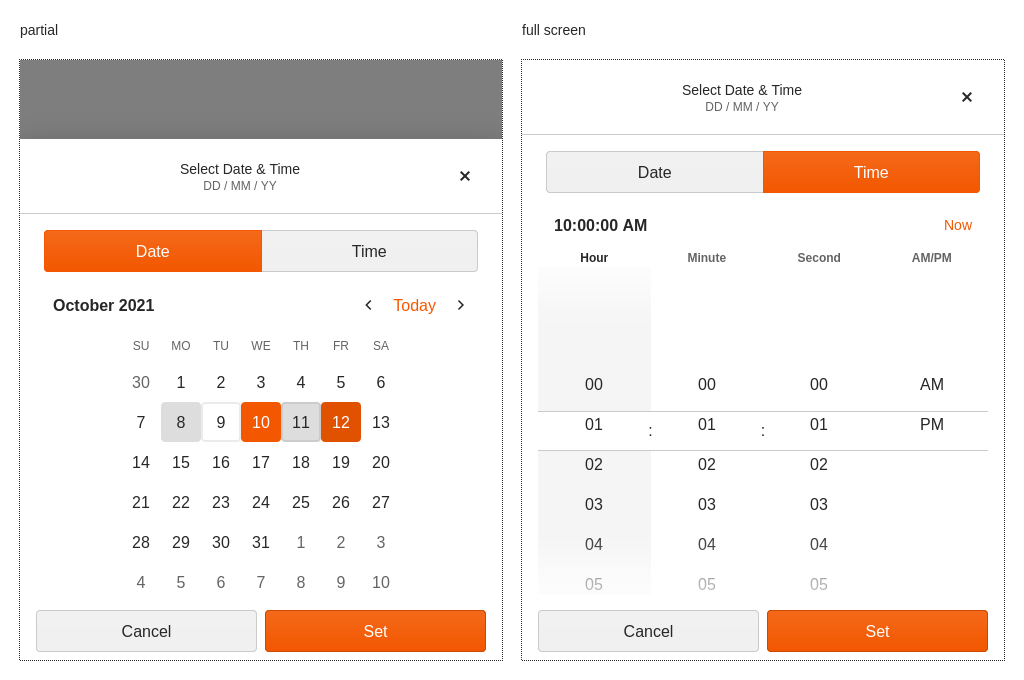 partial
Select Date & Time
DD / MM / YY
Date Time
October 2021 Today
SU MO TU WE TH FR SA
30 1 2 3 4 5 6
7 8 9 10 11 12 13
14 15 16 17 18 19 20
21 22 23 24 25 26 27
28 29 30 31 1 2 3
4 5 6 7 8 9 10
Cancel Set
full screen
Select Date & Time
DD / MM / YY
Date Time
10:00:00 AM Now
Hour Minute Second AM/PM
00 00 00 AM
01 : 01 : 01 PM
02 02 02
03 03 03
04 04 04
05 05 05
Cancel Set